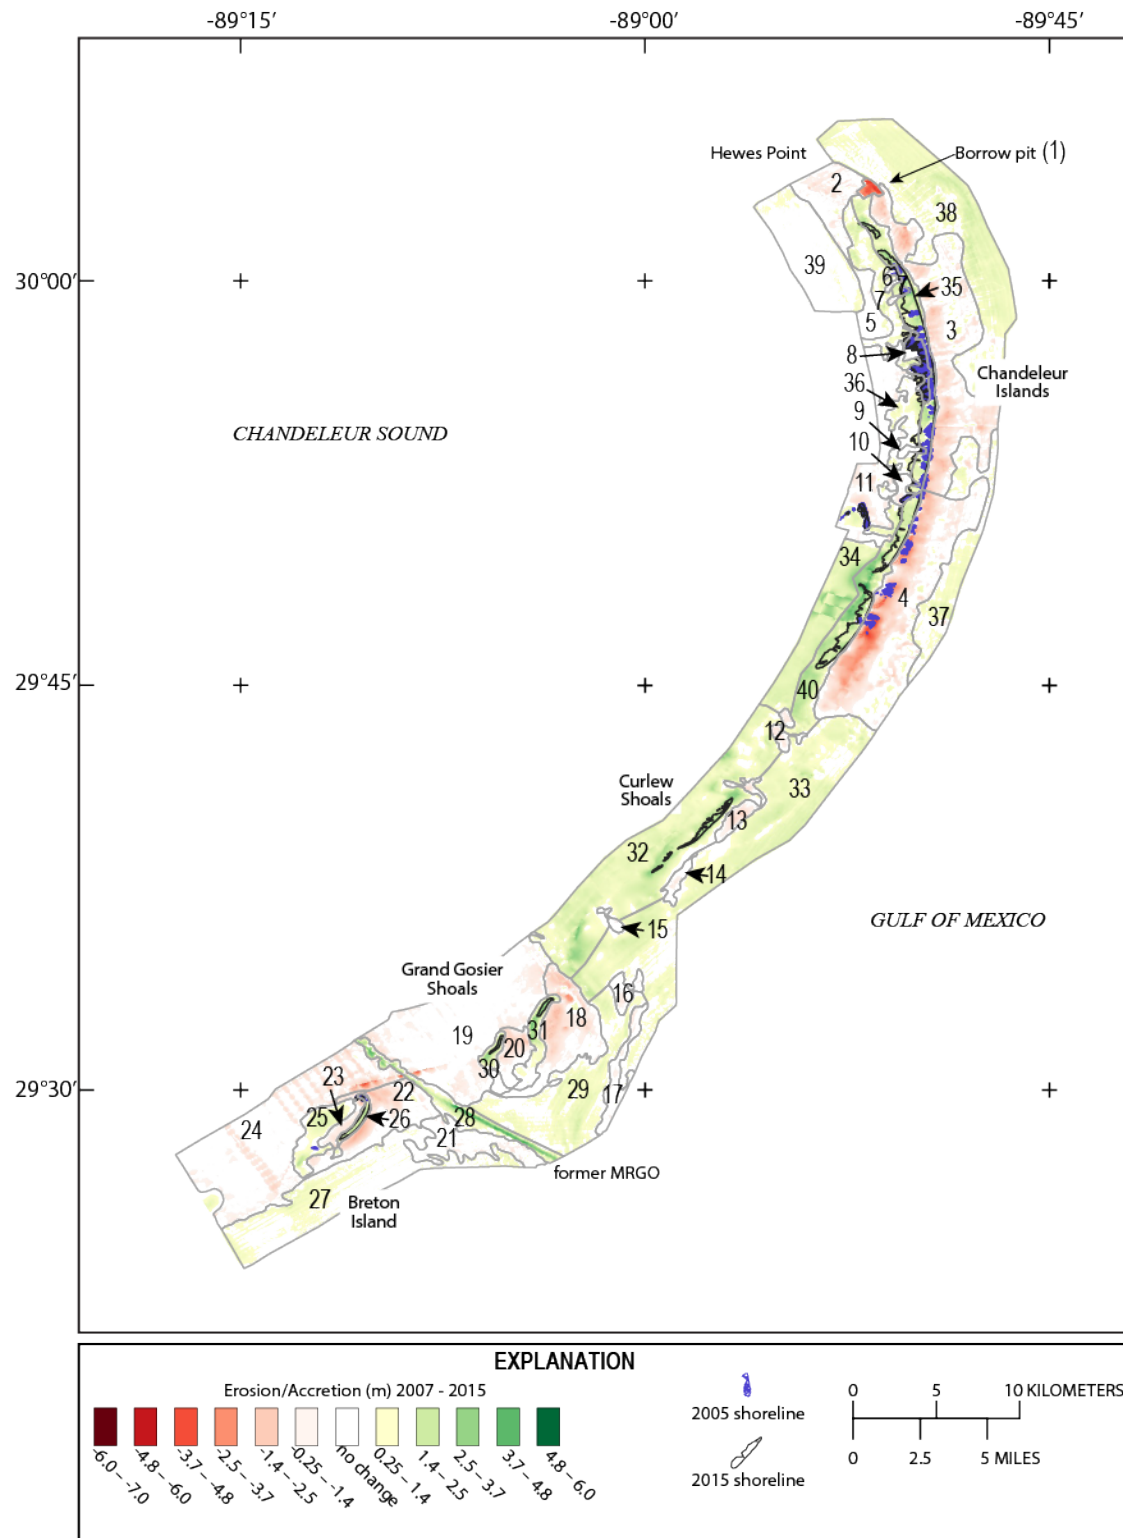 -89°15′ -89°00′ -89°45′
Hewes Point
Borrow pit (1)
2
38
39
30°00′
6
7
7
35
5
3
8
Chandeleur
Islands
36
9
CHANDELEUR SOUND
10
11
34
4
37
29°45′
40
12
Curlew
Shoals
33
13
32
14
GULF OF MEXICO
15
Grand Gosier
Shoals
16
18
19
31
20
30
29°30′
23
22
29
17
25
26
28
24
21
former MRGO
27
Breton
Island
EXPLANATION
Erosion/Accretion (m) 2007 - 2015
-6.0 – -7.0
-4.8 – -6.0
-3.7 – -4.8
-2.5 – -3.7
-1.4 – -2.5
-0.25 – -1.4
no change
0.25 – 1.4
1.4 – 2.5
2.5 – 3.7
3.7 – 4.8
4.8 – 6.0
2005 shoreline
2015 shoreline
0 5 10 KILOMETERS
0 2.5 5 MILES